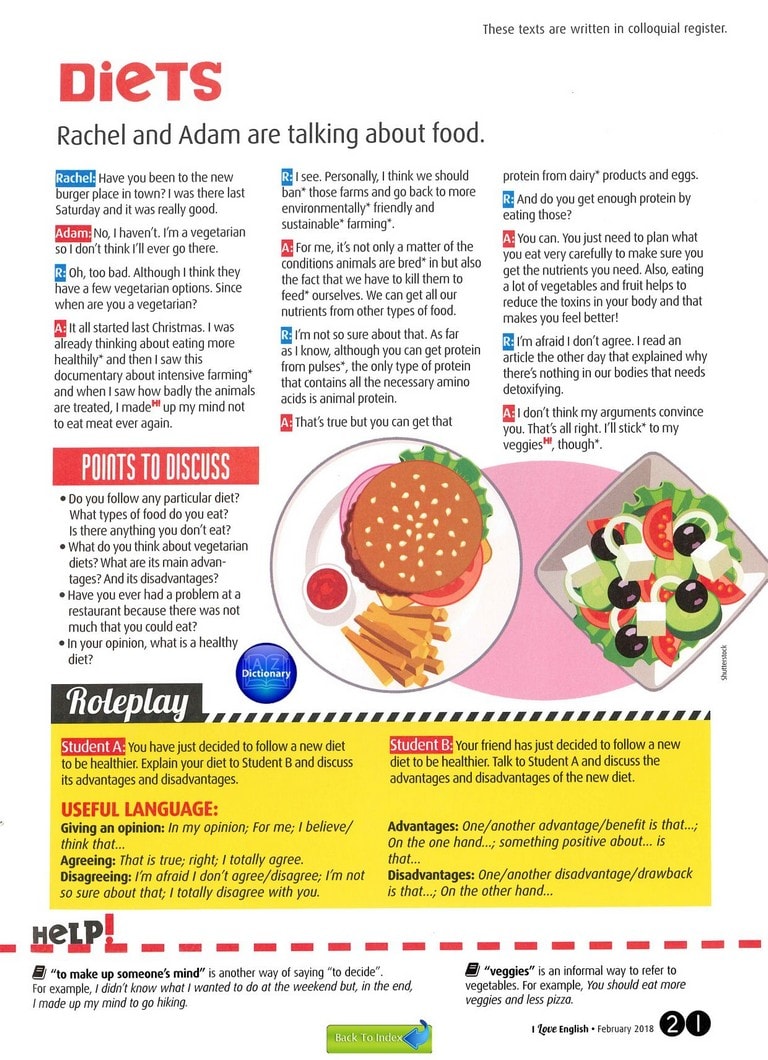 These texts are written in colloquial register.
DIETS
Rachel and Adam are talking about food.
Rachel: Have you been to the new
burger place in town? I was there last
Saturday and it was really good.
Adam: No, I haven't. I'm a vegetarian
so I don't think I'll ever go there.
R: Oh, too bad. Although I think they
have a few vegetarian options. Since
when are you a vegetarian?
A: It all started last Christmas. I was
already thinking about eating more
healthily* and then I saw this
documentary about intensive farming*
and when I saw how badly the animals
are treated, I made H! up my mind not
to eat meat ever again.
R: I see. Personally, I think we should
ban* those farms and go back to more
environmentally* friendly and
sustainable* farming*.
A: For me, it's not only a matter of the
conditions animals are bred* in but also
the fact that we have to kill them to
feed* ourselves. We can get all our
nutrients from other types of food.
R: I'm not so sure about that. As far
as I know, although you can get protein
from pulses*, the only type of protein
that contains all the necessary amino
acids is animal protein.
A: That's true but you can get that
protein from dairy* products and eggs.
R: And do you get enough protein by
eating those?
A: You can. You just need to plan what
you eat very carefully to make sure you
get the nutrients you need. Also, eating
a lot of vegetables and fruit helps to
reduce the toxins in your body and that
makes you feel better!
R: I'm afraid I don't agree. I read an
article the other day that explained why
there's nothing in our bodies that needs
detoxifying.
A: I don't think my arguments convince
you. That's all right. I'll stick* to my
veggies H!, though*.
POINTS TO DISCUSS
• Do you follow any particular diet?
What types of food do you eat?
Is there anything you don't eat?
• What do you think about vegetarian
diets? What are its main advan-
tages? And its disadvantages?
• Have you ever had a problem at a
restaurant because there was not
much that you could eat?
• In your opinion, what is a healthy
diet?
A Z
Dictionary
Shutterstock
Roleplay
Student A: You have just decided to follow a new diet
to be healthier. Explain your diet to Student B and discuss
its advantages and disadvantages.
Student B: Your friend has just decided to follow a new
diet to be healthier. Talk to Student A and discuss the
advantages and disadvantages of the new diet.
USEFUL LANGUAGE:
Giving an opinion: In my opinion; For me; I believe/
think that...
Agreeing: That is true; right; I totally agree.
Disagreeing: I'm afraid I don't agree/disagree; I'm not
so sure about that; I totally disagree with you.
Advantages: One/another advantage/benefit is that...;
On the one hand...; something positive about... is
that...
Disadvantages: One/another disadvantage/drawback
is that...; On the other hand...
HELP!
"to make up someone's mind" is another way of saying "to decide".
For example, I didn't know what I wanted to do at the weekend but, in the end,
I made up my mind to go hiking.
"veggies" is an informal way to refer to
vegetables. For example, You should eat more
veggies and less pizza.
Back To Index
I Love English • February 2018 21